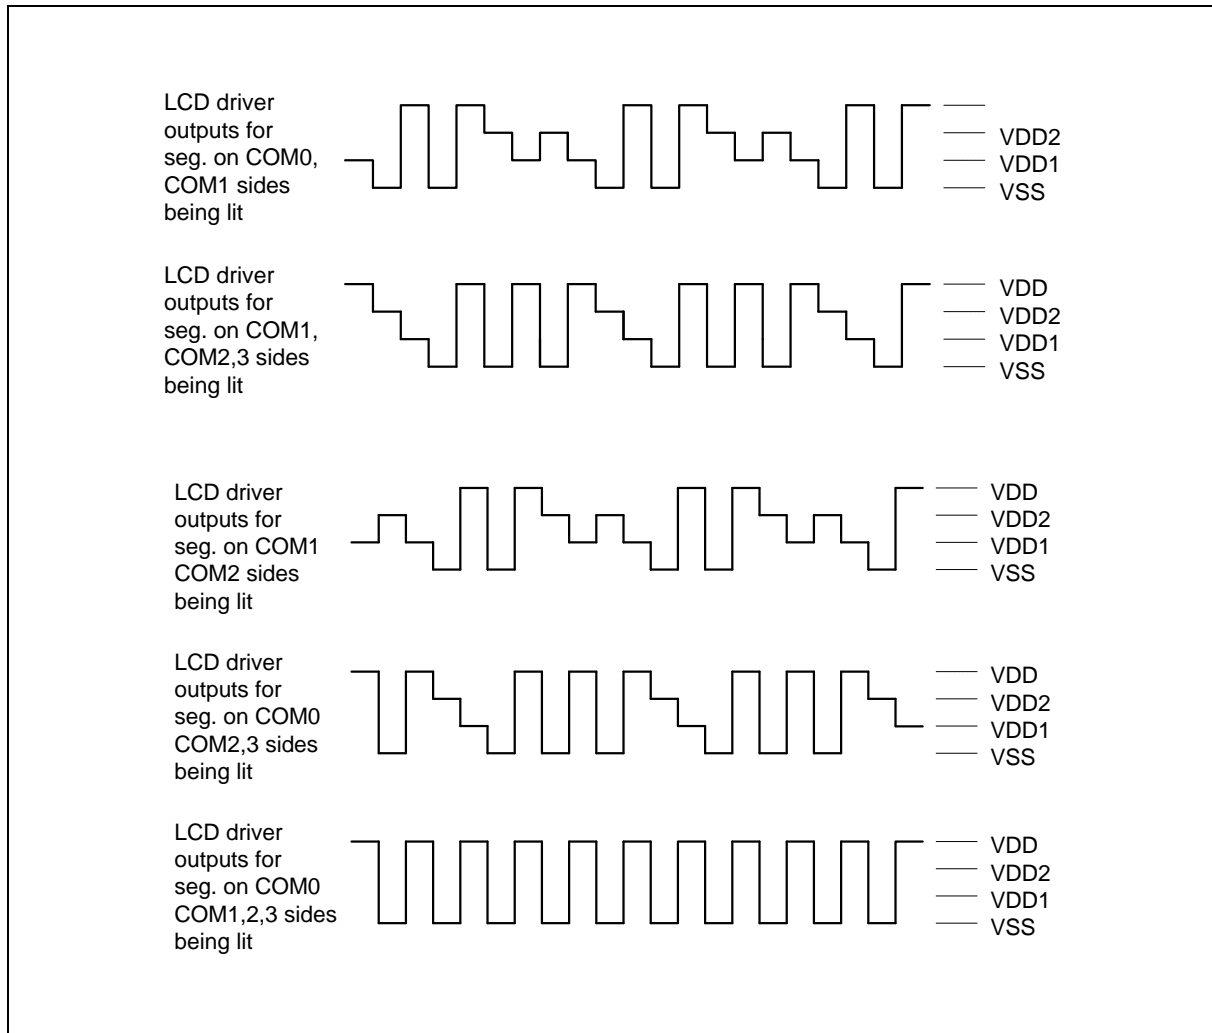 LCD driver
outputs for
seg. on COM0,
COM1 sides
being lit
VDD2
VDD1
VSS
LCD driver
outputs for
seg. on COM1,
COM2,3 sides
being lit
VDD
VDD2
VDD1
VSS
LCD driver
outputs for
seg. on COM1
COM2 sides
being lit
VDD
VDD2
VDD1
VSS
LCD driver
outputs for
seg. on COM0
COM2,3 sides
being lit
VDD
VDD2
VDD1
VSS
LCD driver
outputs for
seg. on COM0
COM1,2,3 sides
being lit
VDD
VDD2
VDD1
VSS